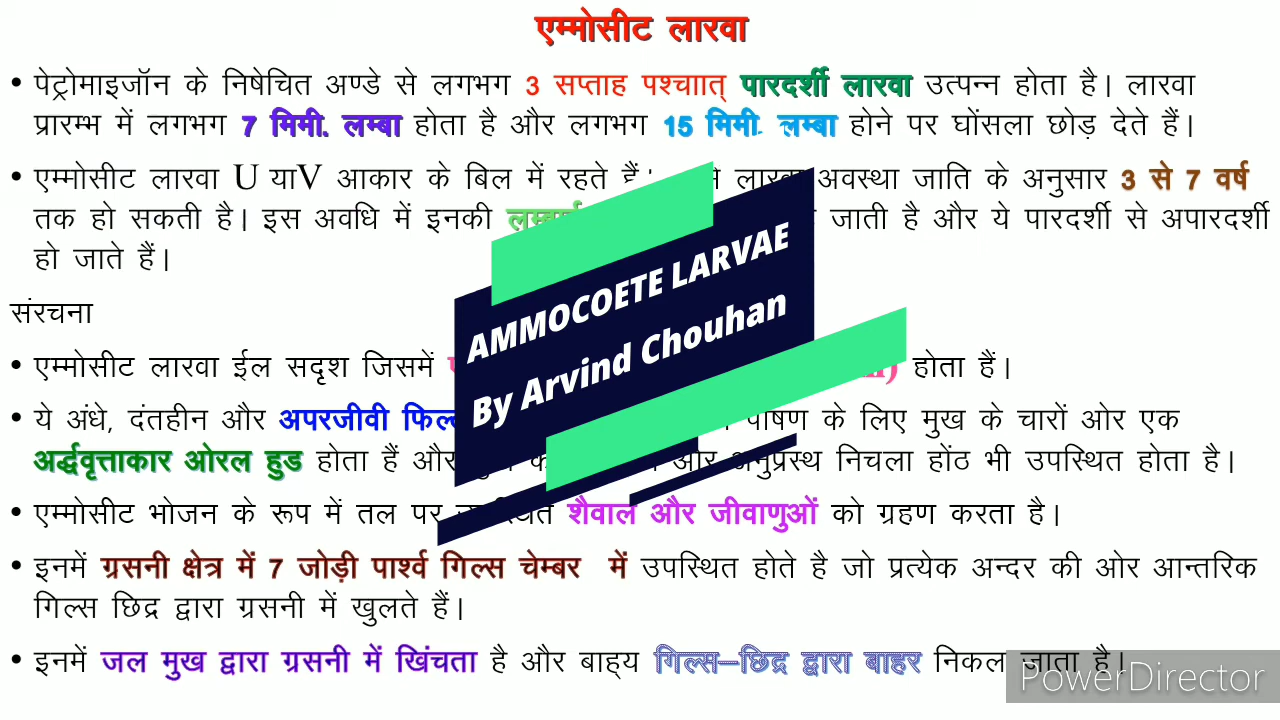 एम्मोसीट लारवा
• पेट्रोमाइजॉन के निषेचित अण्डे से लगभग 3 सप्ताह पश्चाात् पारदर्शी लारवा उत्पन्न होता है। लारवा
प्रारम्भ में लगभग 7 मिमी. लम्बा होता है और लगभग 15 मिमी. लम्बा होने पर घोंसला छोड़ देते हैं।
• एम्मोसीट लारवा U याV आकार के बिल में रहते हैं। लारवा अवस्था जाति के अनुसार 3 से 7 वर्ष
तक हो सकती है। इस अवधि में इनकी जाती है और ये पारदर्शी से अपारदर्शी
हो जाते हैं।
संरचना
• एम्मोसीट लारवा ईल सदृश जिसमें होता हैं।
• ये अंधे, दंतहीन और अपरजीवी पोषण के लिए मुख के चारों ओर एक
अर्द्धवृत्ताकार ओरल हुड होता हैं और अनुप्रस्थ निचला होंठ भी उपस्थित होता है।
• एम्मोसीट भोजन के रूप में तल पर उपस्थित शैवाल और जीवाणुओं को ग्रहण करता है।
• इनमें ग्रसनी क्षेत्र में 7 जोड़ी पार्श्व गिल्स चेम्बर में उपस्थित होते है जो प्रत्येक अन्दर की ओर आन्तरिक
गिल्स छिद्र द्वारा ग्रसनी में खुलते हैं।
• इनमें जल मुख द्वारा ग्रसनी में खिंचता है और बाह्य गिल्स–छिद्र द्वारा बाहर निकल जाता है।
AMMOCOETE LARVAE
By Arvind Chouhan
PowerDirector